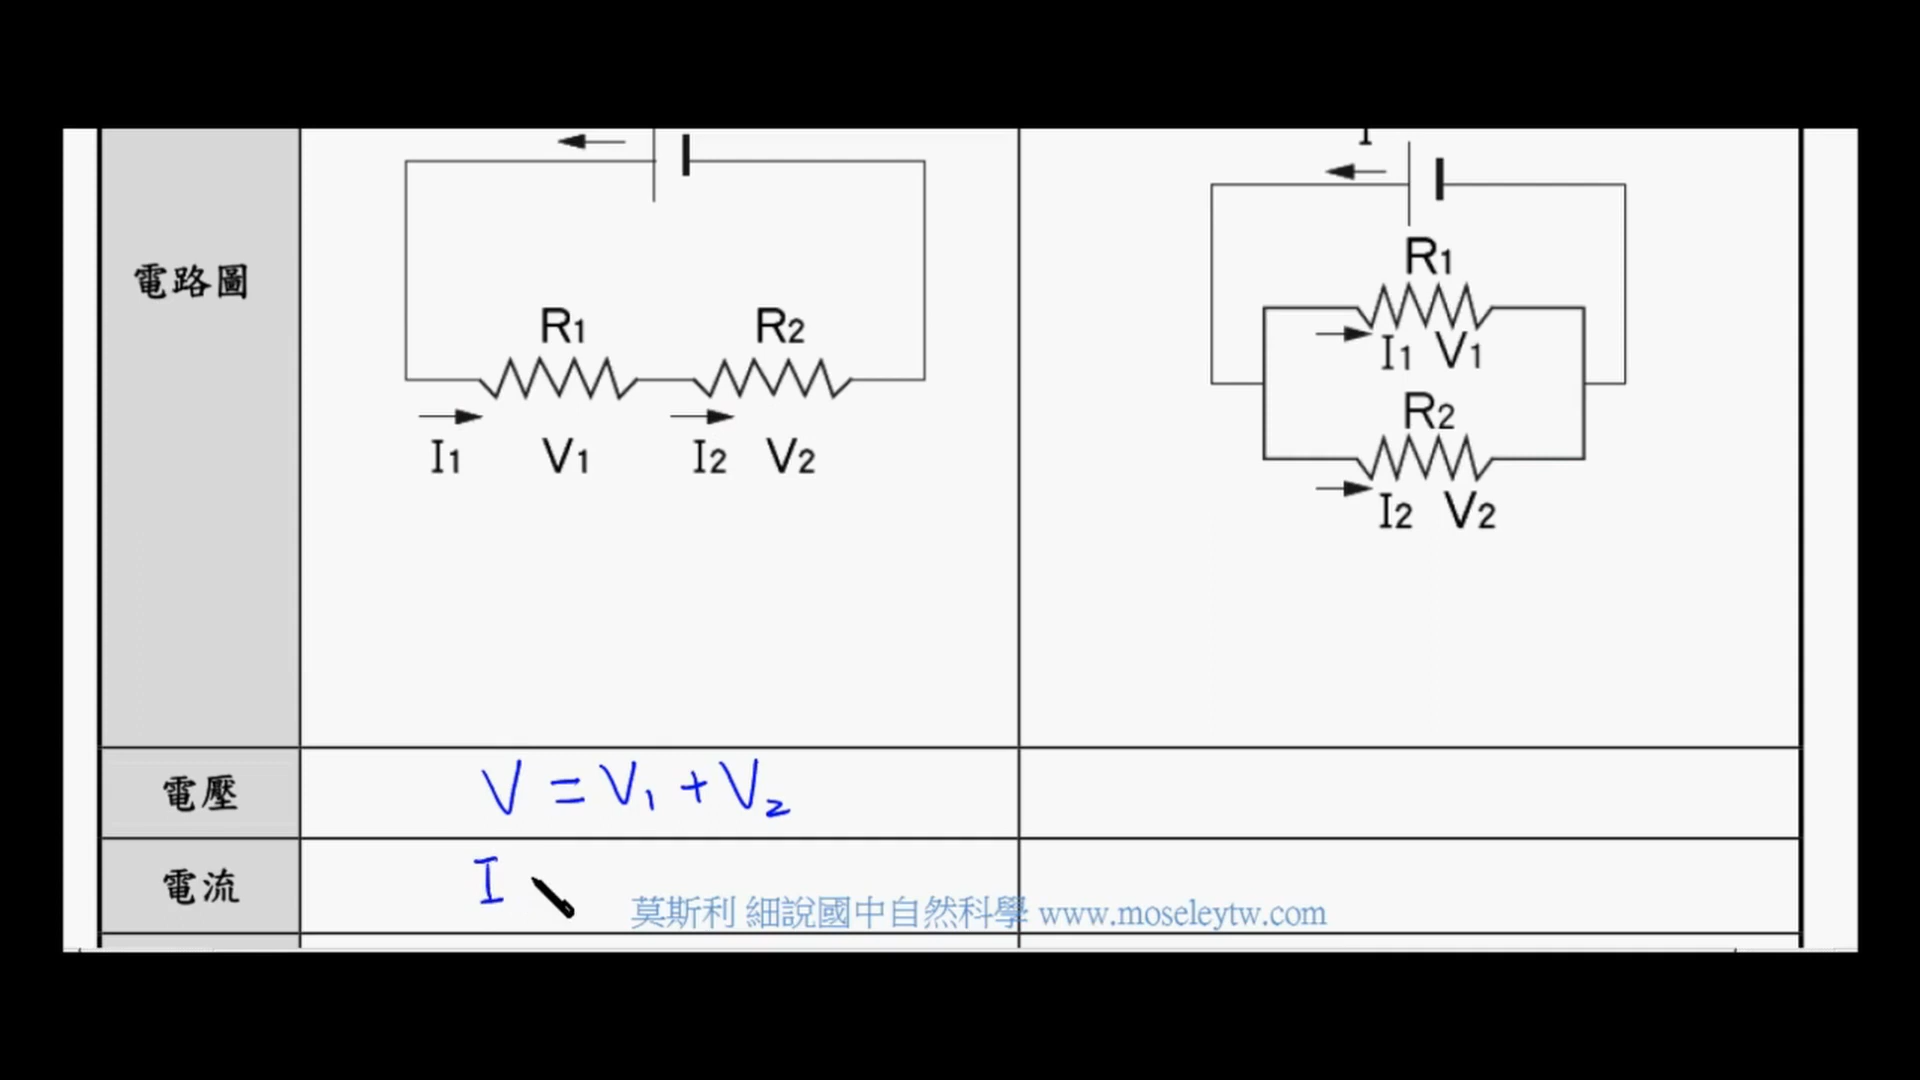 I
R1
電路圖
R1 R2
I1 V1
R2
I1 V1 I2 V2
I2 V2
電壓 V = V1 + V2
電流 I
莫斯利 細說國中自然科學 www.moseleytw.com